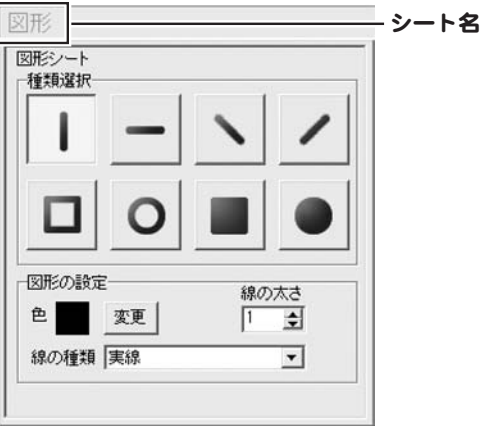 図形
シート名
図形シート
種類選択
図形の設定
色
変更
線の太さ
1
線の種類
実線